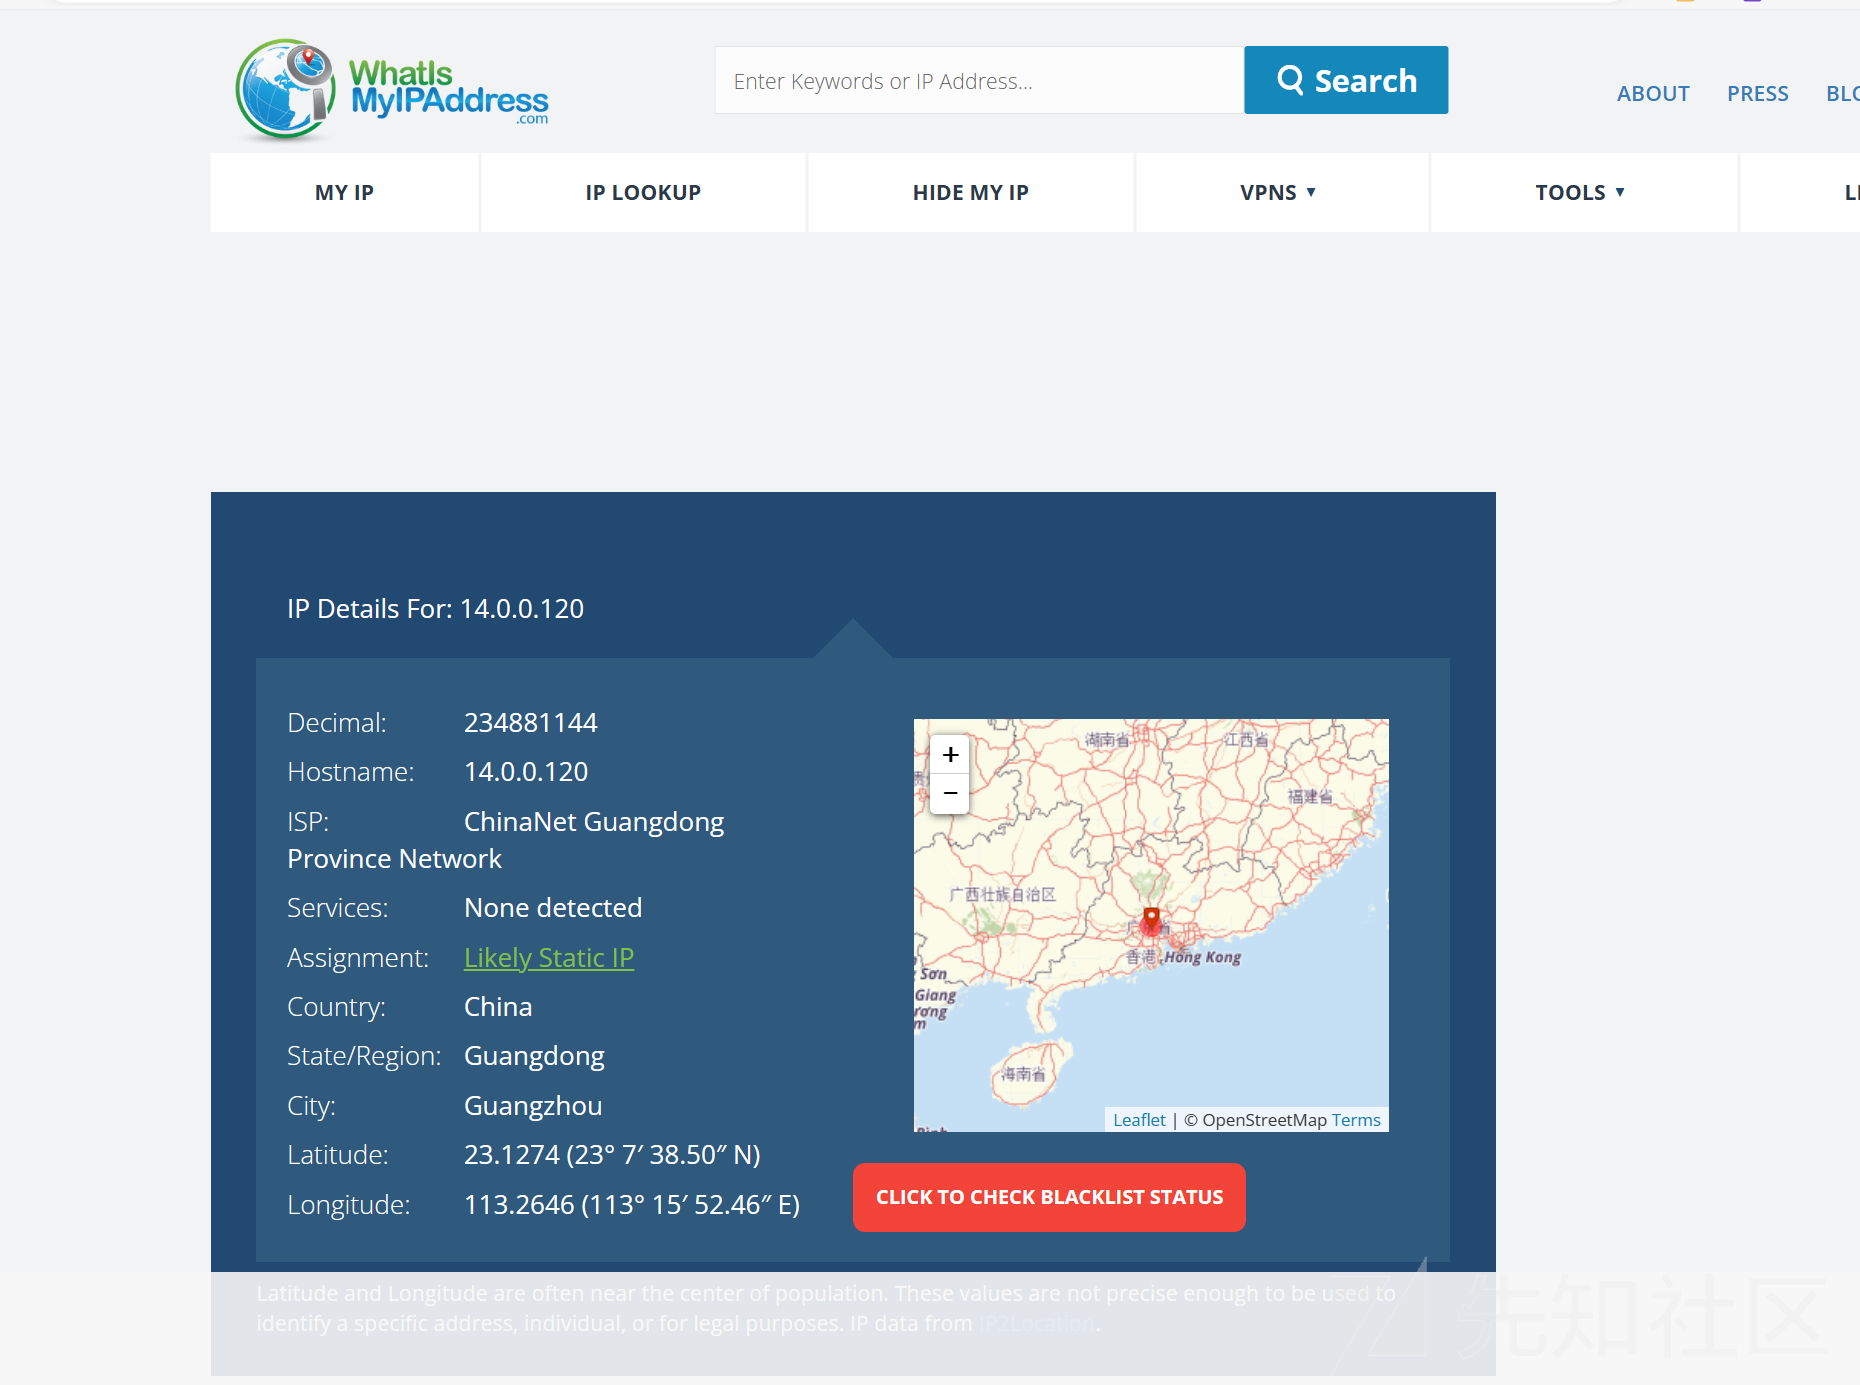 WhatIs
MyIPAddress
.com
Enter Keywords or IP Address...
Search
ABOUT
PRESS
MY IP
IP LOOKUP
HIDE MY IP
VPNS ▼
TOOLS ▼
IP Details For: 14.0.0.120
Decimal: 234881144
Hostname: 14.0.0.120
ISP: ChinaNet Guangdong
Province Network
Services: None detected
Assignment: Likely Static IP
Country: China
State/Region: Guangdong
City: Guangzhou
Latitude: 23.1274 (23° 7′ 38.50″ N)
Longitude: 113.2646 (113° 15′ 52.46″ E)
+
−
湖南省
江西省
福建省
广西壮族自治区
香港 Hong Kong
Sơn
Giang
海南省
Leaflet | © OpenStreetMap Terms
CLICK TO CHECK BLACKLIST STATUS
Latitude and Longitude are often near the center of population. These values are not precise enough to be used to
identify a specific address, individual, or for legal purposes. IP data from IP2Location.
先知社区